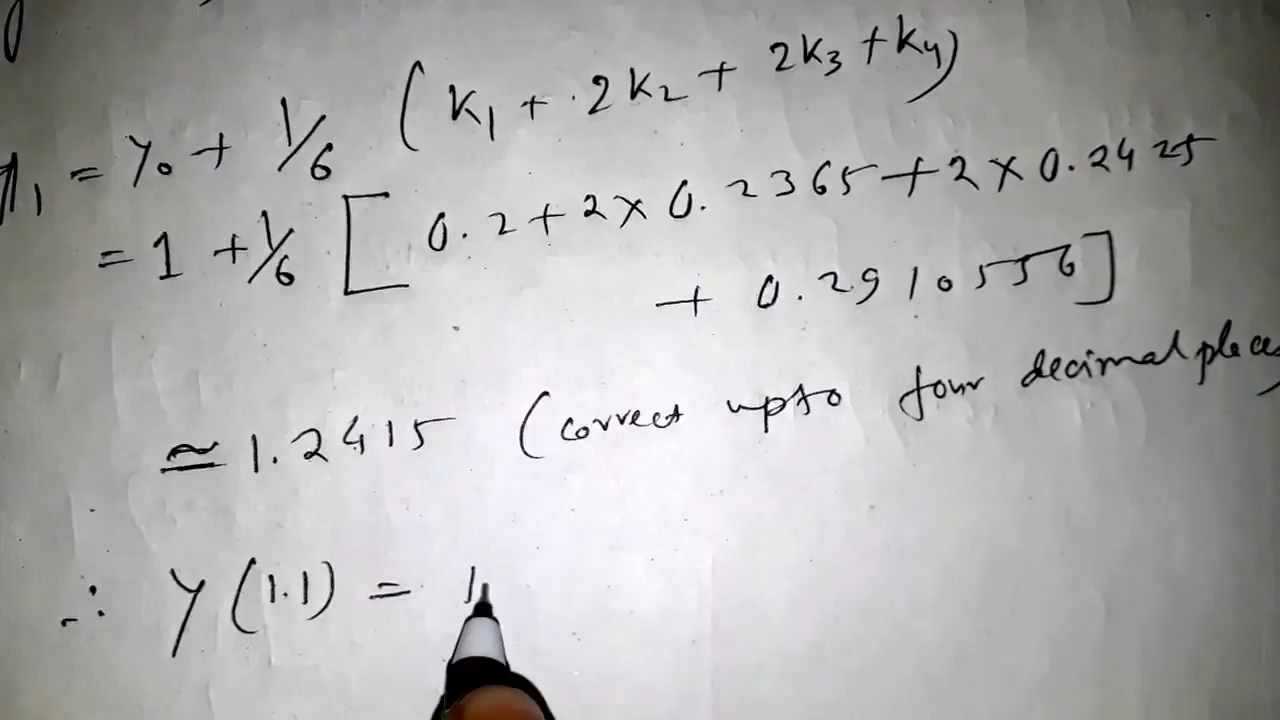 y₁ = y₀ + 1/6 (K₁ + 2K₂ + 2K₃ + K₄)
= 1 + 1/6 [0.2 + 2 × 0.2365 + 2 × 0.2425
+ 0.2910556]
≃ 1.2415 (correct upto four decimal places
∴ y(1.1) = 1